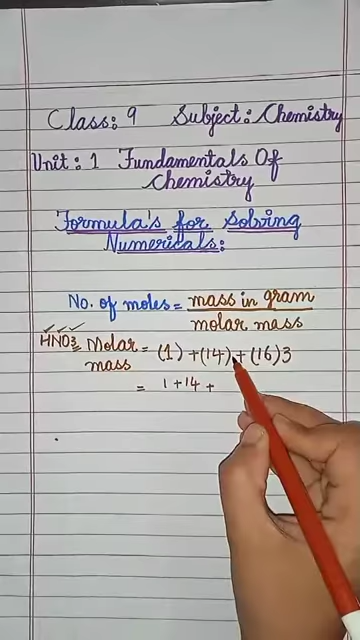 Class: 9 Subject: Chemistry
Unit: 1 Fundamentals Of
Chemistry
Formula's for Solving
Numericals:
No. of moles = mass in gram
molar mass
HNO3 = Molar mass = (1) + (14) + (16)3
= 1 + 14 +